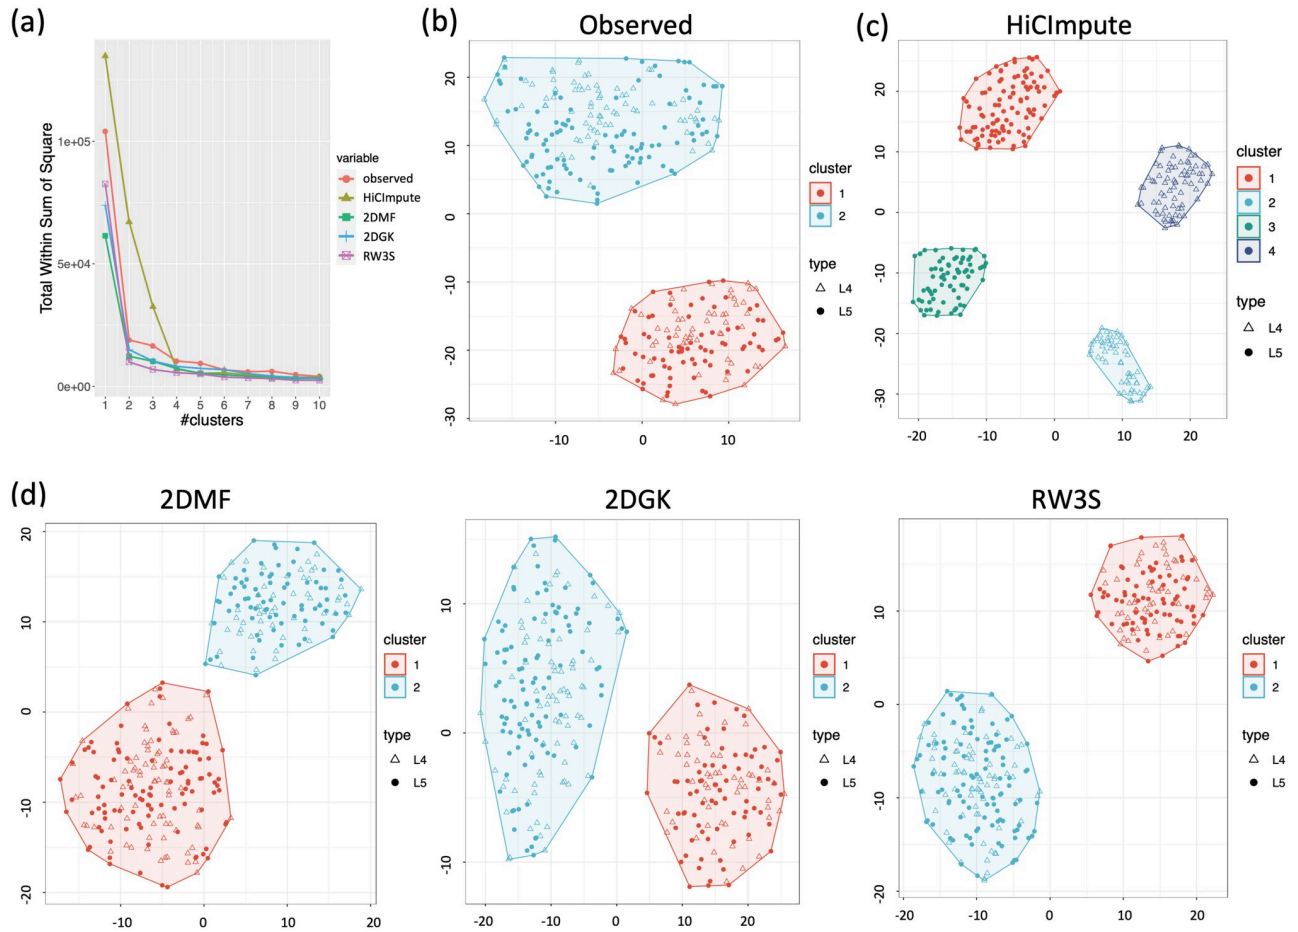 (a)
Total Within Sum of Square
1e+05
5e+04
0e+00
1 2 3 4 5 6 7 8 9 10
#clusters
variable
observed
HiCImpute
2DMF
2DGK
RW3S
(b)
Observed
20
10
0
-10
-20
-30
-10 0 10
cluster
1
2
type
L4
L5
(c)
HiCImpute
20
10
0
-10
-20
-30
-20 -10 0 10 20
cluster
1
2
3
4
type
L4
L5
(d)
2DMF
20
10
0
-10
-20
-10 0 10 20
cluster
1
2
type
L4
L5
2DGK
10
0
-10
-20 -10 0 10 20
cluster
1
2
type
L4
L5
RW3S
10
0
-10
-20
-20 -10 0 10 20
cluster
1
2
type
L4
L5